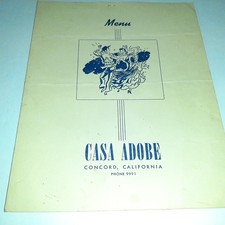 Menu
CASA ADOBE
CONCORD, CALIFORNIA
PHONE 9991